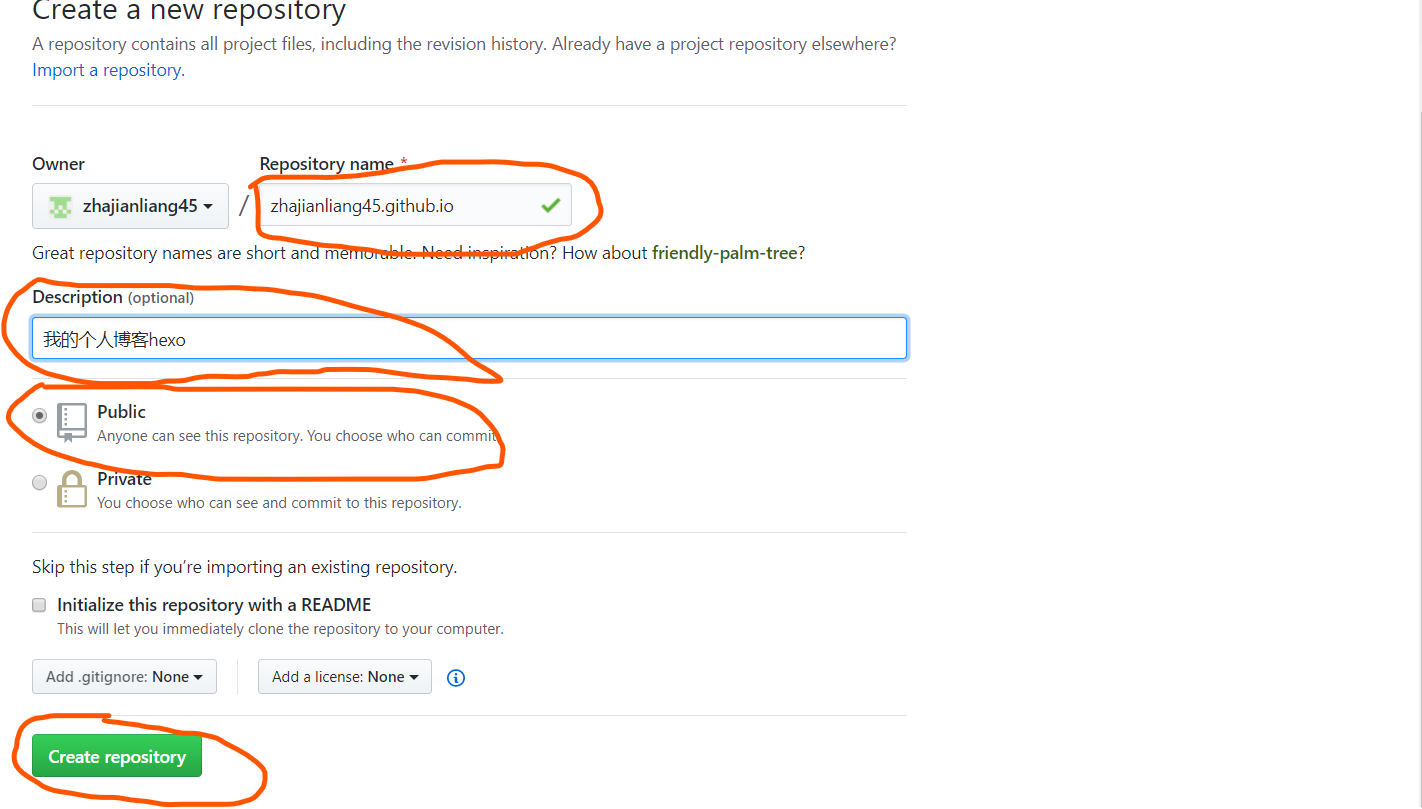 Create a new repository
A repository contains all project files, including the revision history. Already have a project repository elsewhere?
Import a repository.
Owner
Repository name *
zhajianliang45
/
zhajianliang45.github.io
Great repository names are short and memorable. Need inspiration? How about friendly-palm-tree?
Description (optional)
我的个人博客hexo
Public
Anyone can see this repository. You choose who can commit
Private
You choose who can see and commit to this repository.
Skip this step if you’re importing an existing repository.
Initialize this repository with a README
This will let you immediately clone the repository to your computer.
Add .gitignore: None
Add a license: None
Create repository